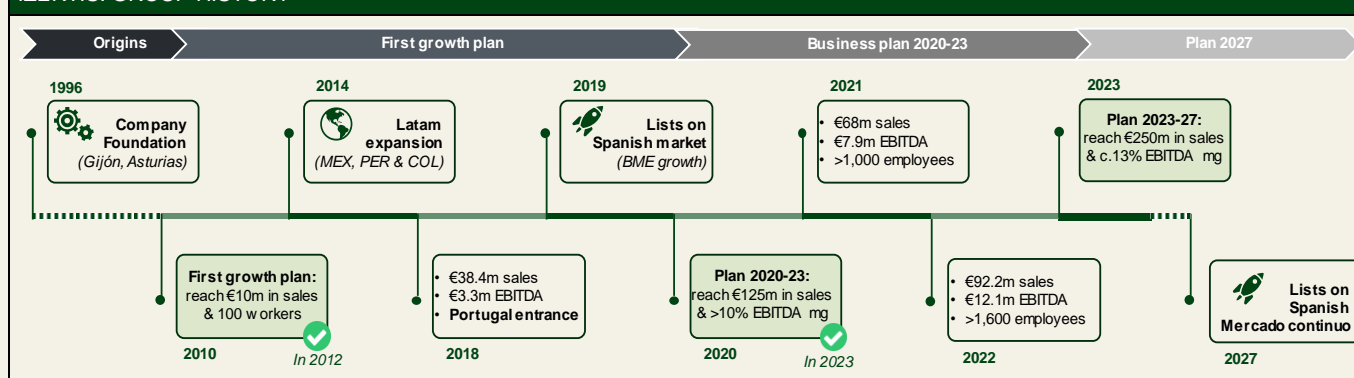 Origins
First growth plan
Business plan 2020-23
Plan 2027
1996
Company
Foundation
(Gijón, Asturias)
2014
Latam
expansion
(MEX, PER & COL)
2019
Lists on
Spanish market
(BME growth)
2021
• €68m sales
• €7.9m EBITDA
• >1,000 employees
2023
Plan 2023-27:
reach €250m in sales
& c.13% EBITDA mg
First growth plan:
reach €10m in sales
& 100 workers
2010
In 2012
• €38.4m sales
• €3.3m EBITDA
• Portugal entrance
2018
Plan 2020-23:
reach €125m in sales
& >10% EBITDA mg
2020
In 2023
• €92.2m sales
• €12.1m EBITDA
• >1,600 employees
2022
Lists on
Spanish
Mercado continuo
2027